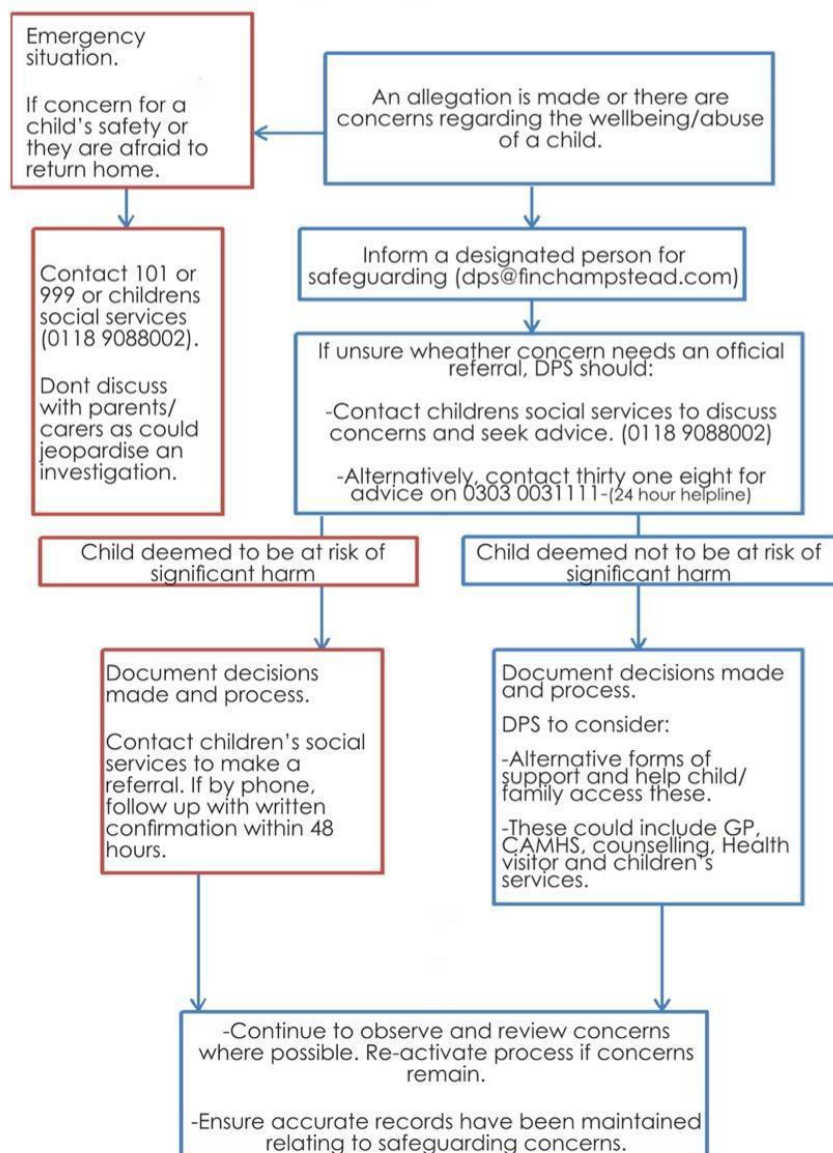 Emergency
situation.
If concern for a
child's safety or
they are afraid to
return home.
An allegation is made or there are
concerns regarding the wellbeing/abuse
of a child.
Contact 101 or
999 or childrens
social services
(0118 9088002).
Dont discuss
with parents/
carers as could
jeopardise an
investigation.
Inform a designated person for
safeguarding (dps@finchampstead.com)
If unsure wheather concern needs an official
referral, DPS should:
-Contact childrens social services to discuss
concerns and seek advice. (0118 9088002)
-Alternatively, contact thirty one eight for
advice on 0303 0031111-(24 hour helpline)
Child deemed to be at risk of
significant harm
Child deemed not to be at risk of
significant harm
Document decisions
made and process.
Contact children's social
services to make a
referral. If by phone,
follow up with written
confirmation within 48
hours.
Document decisions made
and process.
DPS to consider:
-Alternative forms of
support and help child/
family access these.
-These could include GP,
CAMHS, counselling, Health
visitor and children's
services.
-Continue to observe and review concerns
where possible. Re-activate process if concerns
remain.
-Ensure accurate records have been maintained
relating to safeguarding concerns.